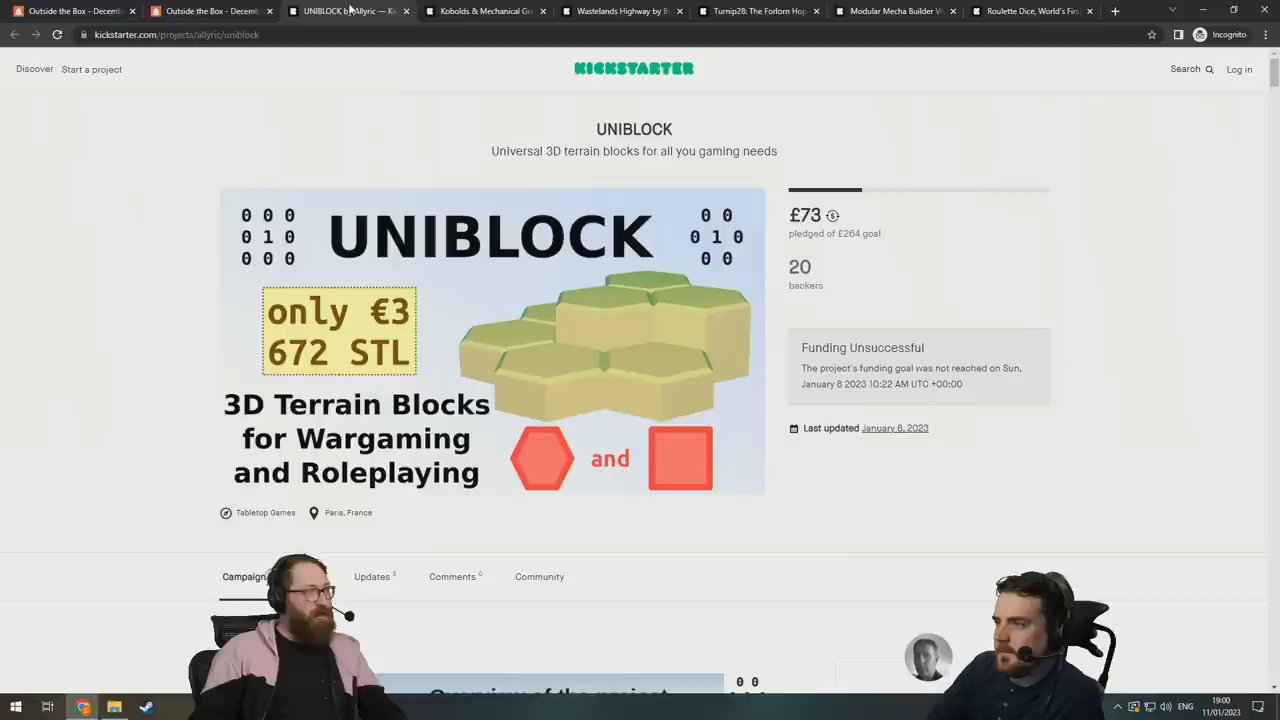 Outside the Box - Decemb
Outside the Box - Decemb
UNIBLOCK by Allyric — Ki
Kobolds & Mechanical Gr
Wastelands Highway by B
Turnip28: The Forlorn Hop
Modular Mecha Builder V
Roulette Dice, World's First
kickstarter.com/projects/allyric/uniblock
Incognito
Discover
Start a project
KICKSTARTER
Search
Log in
UNIBLOCK
Universal 3D terrain blocks for all you gaming needs
0 0 0
0 1 0
0 0 0
UNIBLOCK
0 0
0 1 0
0 0
only €3
672 STL
3D Terrain Blocks
for Wargaming
and Roleplaying
and
£73
pledged of £264 goal
20
backers
Funding Unsuccessful
The project's funding goal was not reached on Sun,
January 8 2023 10:22 AM UTC +00:00
Last updated January 8, 2023
Tabletop Games
Paris, France
Campaign
Updates 5
Comments 0
Community
Overview of the project
0 0
ENG
19:00
11/01/2023